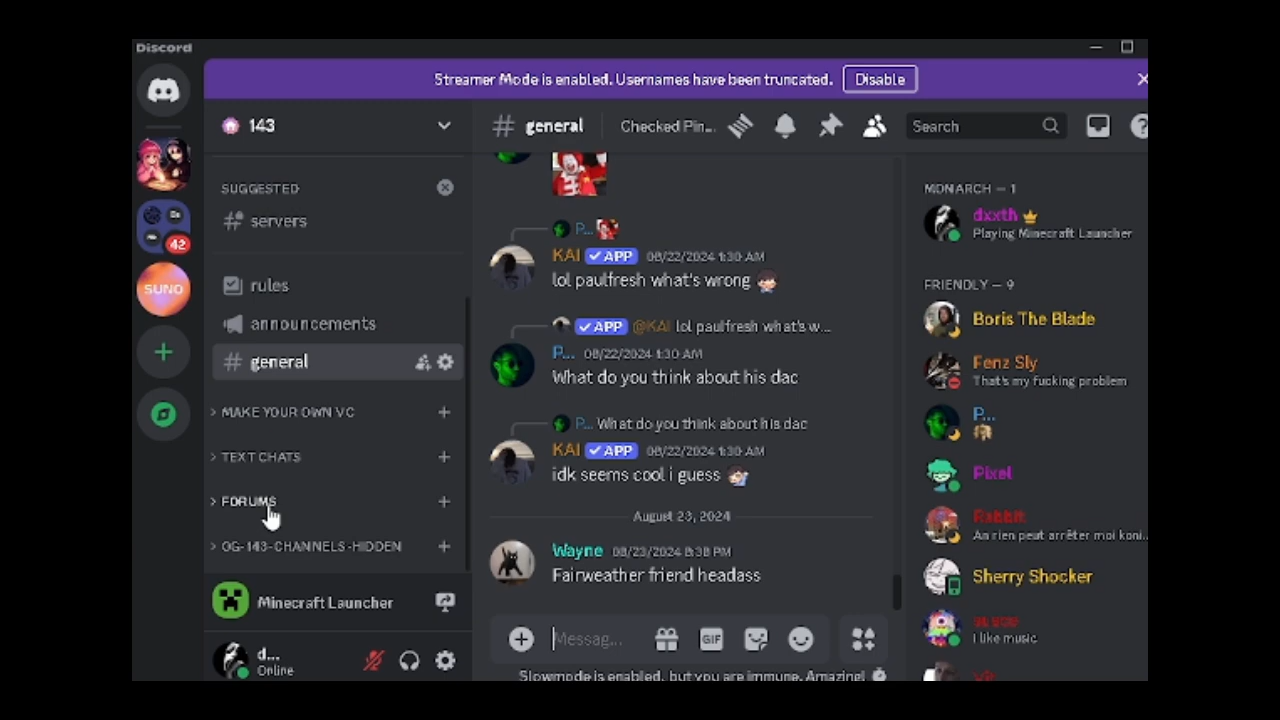 Discord
Streamer Mode is enabled. Usernames have been truncated.
Disable
143
general
Checked Pin...
Search
SUGGESTED
servers
42
SUNO
rules
announcements
general
MAKE YOUR OWN VC
TEXT CHATS
FORUMS
OG-143-CHANNELS-HIDDEN
Minecraft Launcher
d...
Online
P...
KAI APP 08/22/2024 1:30 AM
lol paulfresh what's wrong
APP @KAI lol paulfresh what's w...
P... 08/22/2024 1:30 AM
What do you think about his dac
P... What do you think about his dac
KAI APP 08/22/2024 1:30 AM
idk seems cool i guess
August 23, 2024
Wayne 08/23/2024 8:38 PM
Fairweather friend headass
Messag...
GIF
Slowmode is enabled, but you are immune. Amazing!
MONARCH – 1
dxxth
Playing Minecraft Launcher
FRIENDLY – 9
Boris The Blade
Fenz Sly
That's my fucking problem
P...
Pixel
Rabbit
An rien peut arrêter moi koni...
Sherry Shocker
I like music